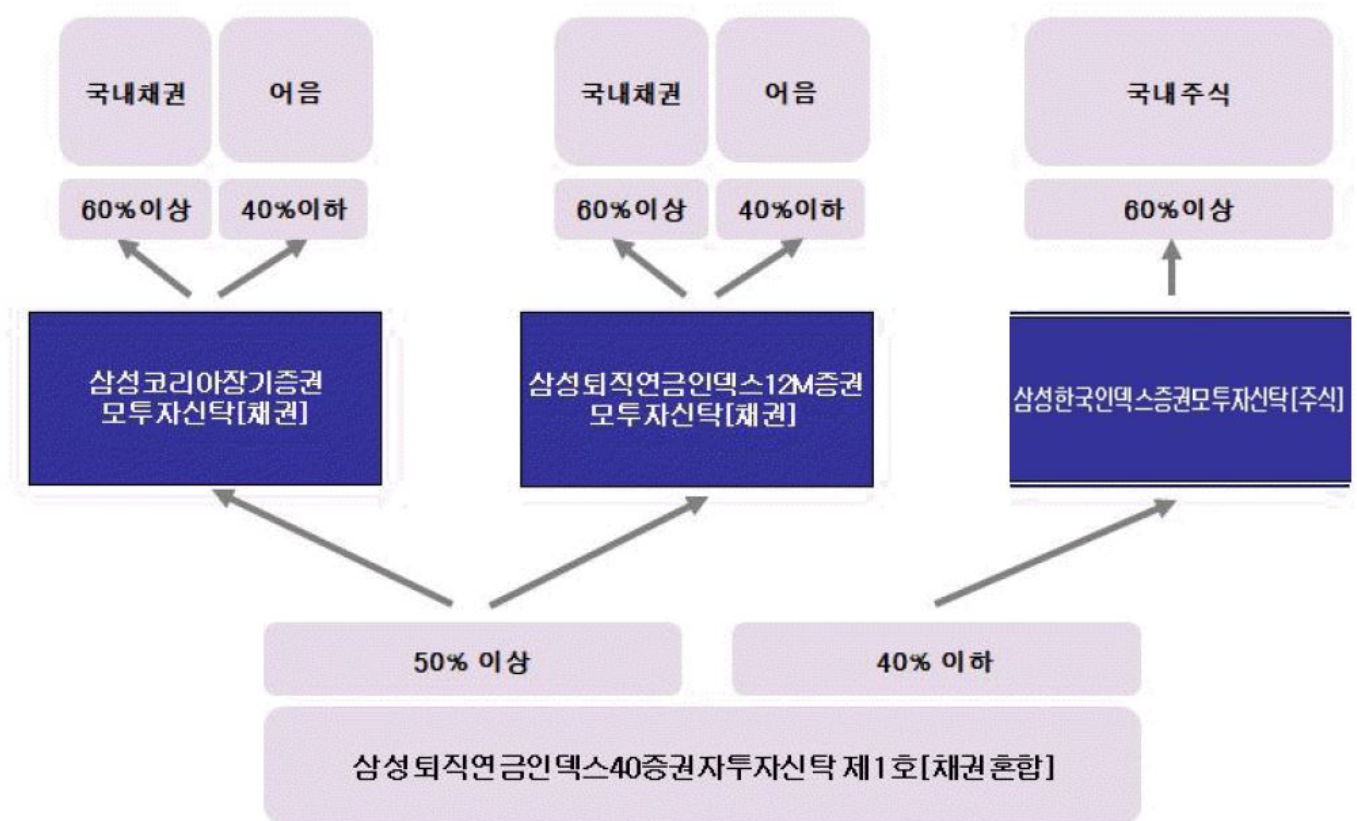 국내채권
어음
국내채권
어음
국내주식
60%이상
40%이하
60%이상
40%이하
60%이상
삼성코리아장기증권
모투자신탁[채권]
삼성퇴직연금인덱스12M증권
모투자신탁[채권]
삼성한국인덱스증권모투자신탁[주식]
50% 이상
40% 이하
삼성퇴직연금인덱스40증권자투자신탁 제1호[채권혼합]